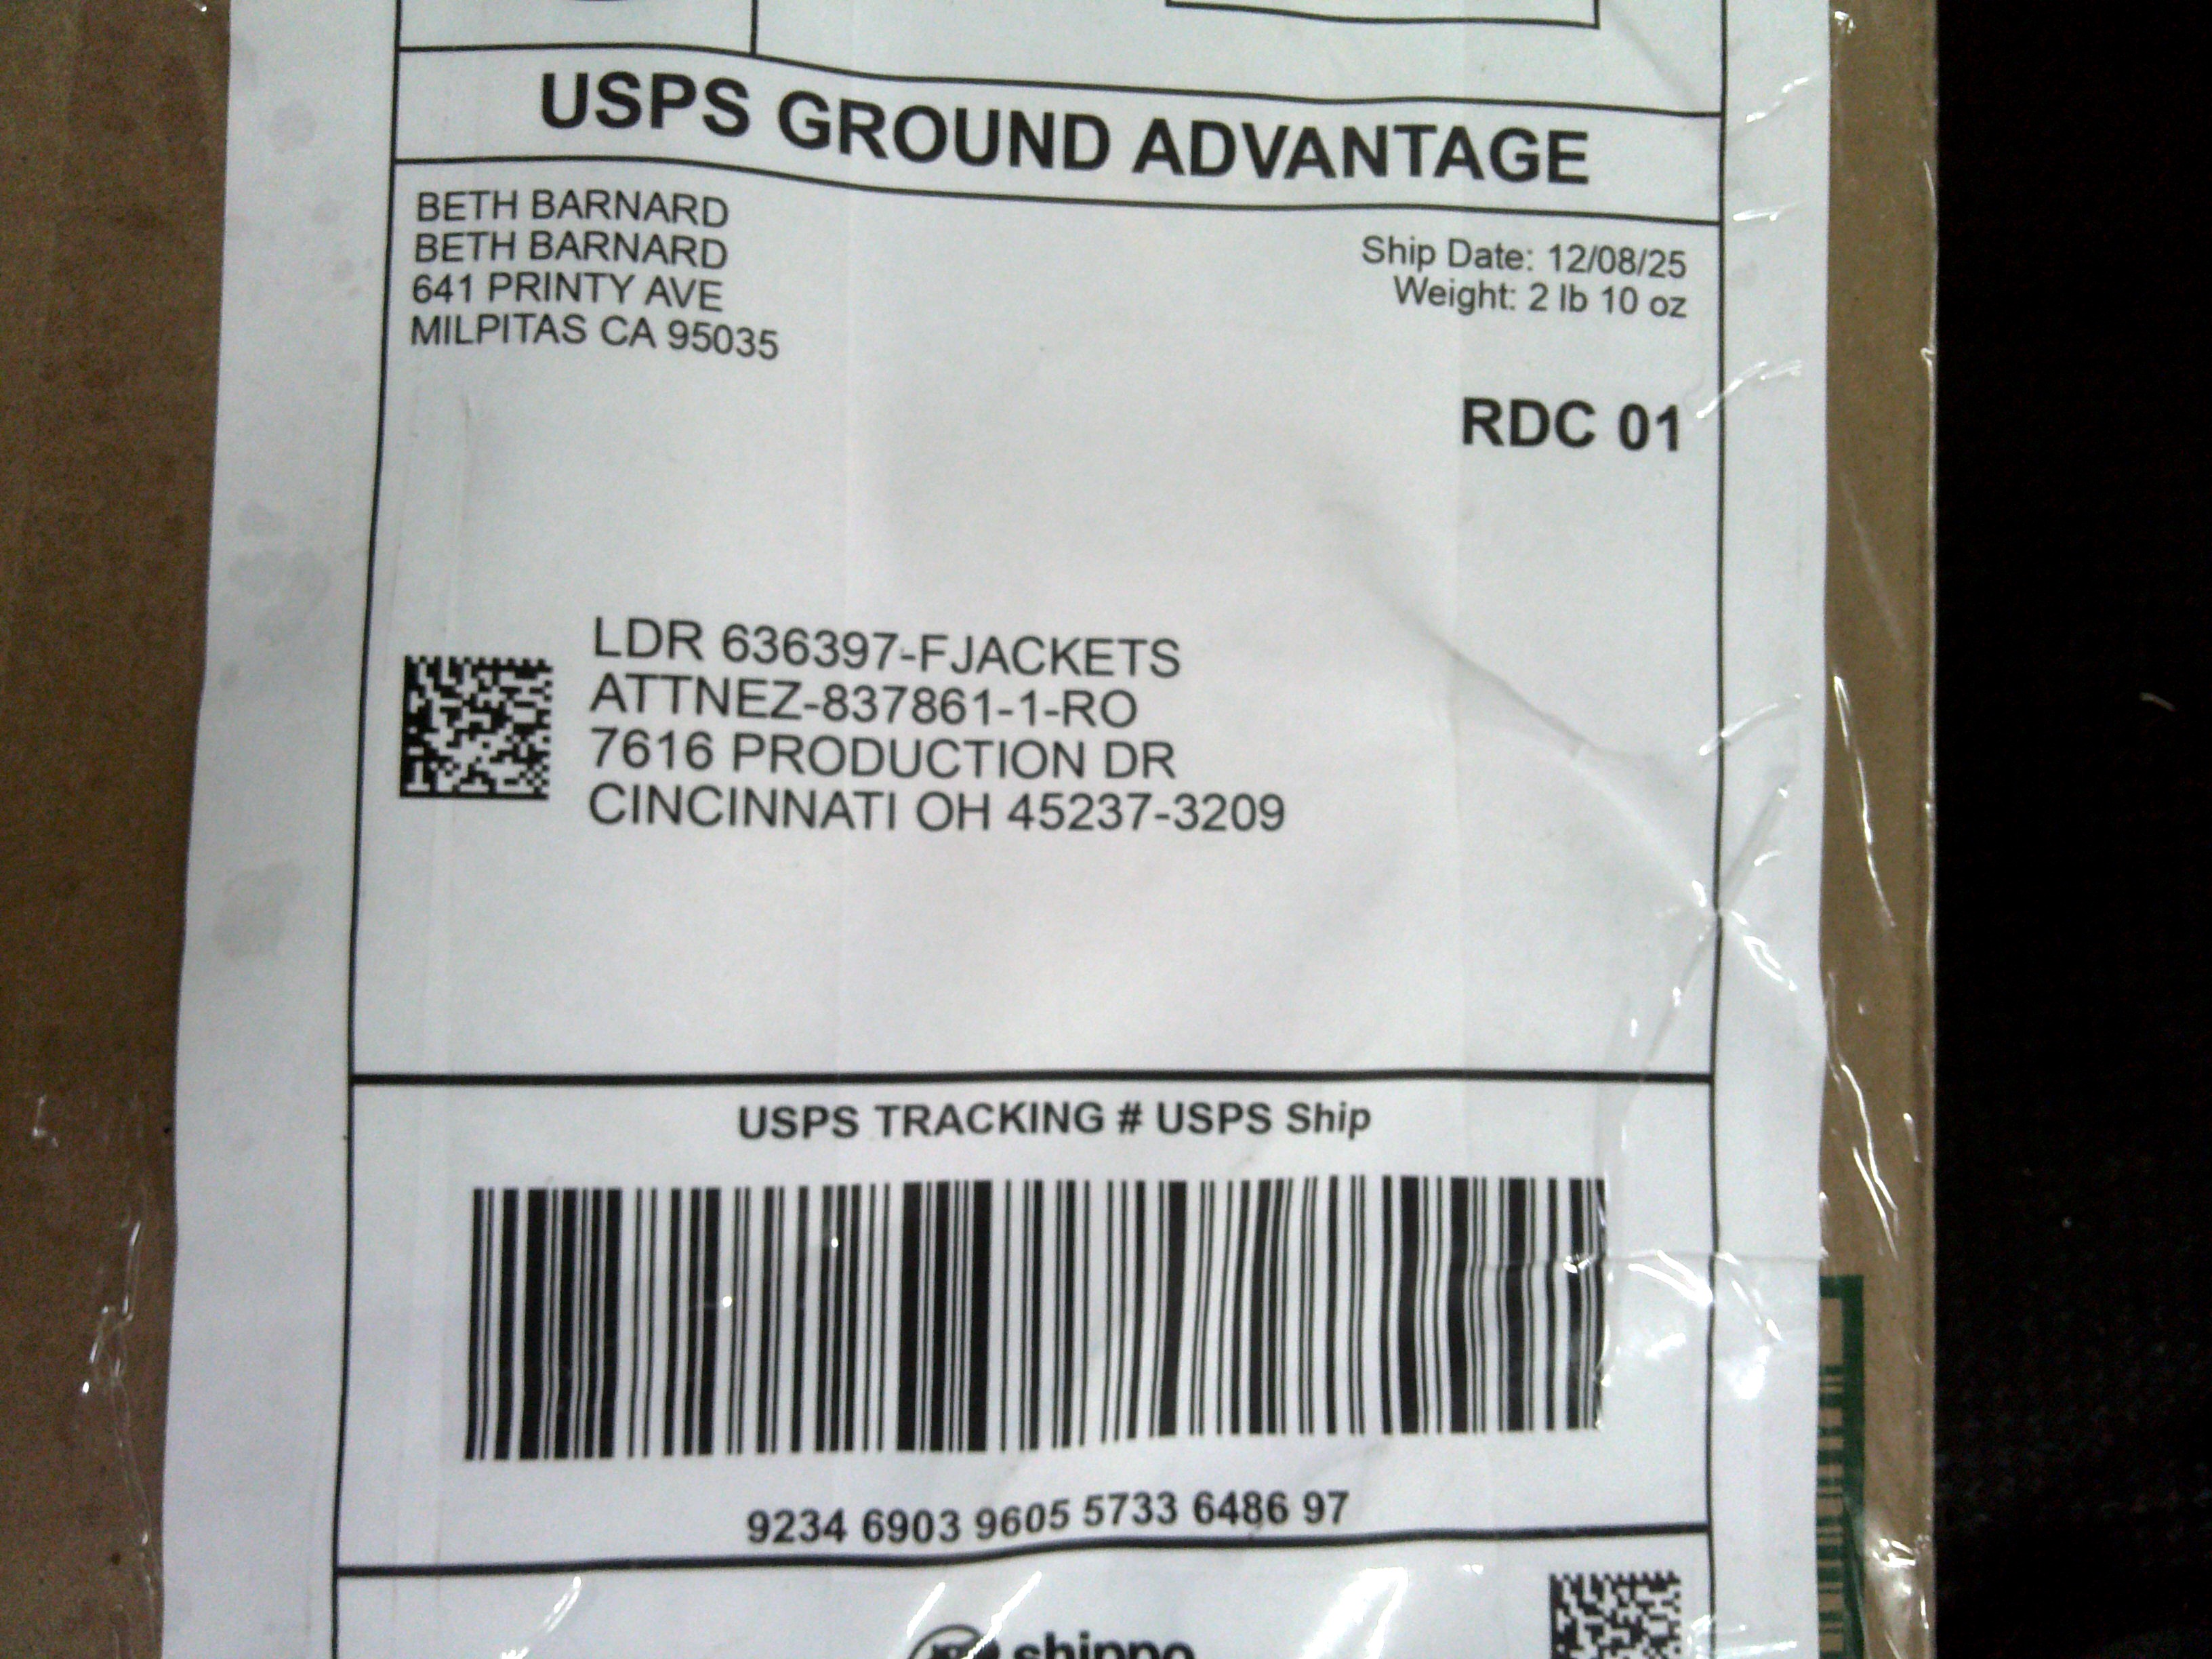 USPS GROUND ADVANTAGE
BETH BARNARD
BETH BARNARD
641 PRINTY AVE
MILPITAS CA 95035
Ship Date: 12/08/25
Weight: 2 lb 10 oz
RDC 01
LDR 636397-FJACKETS
ATTNEZ-837861-1-RO
7616 PRODUCTION DR
CINCINNATI OH 45237-3209
USPS TRACKING # USPS Ship
9234 6903 9605 5733 6486 97
shippo